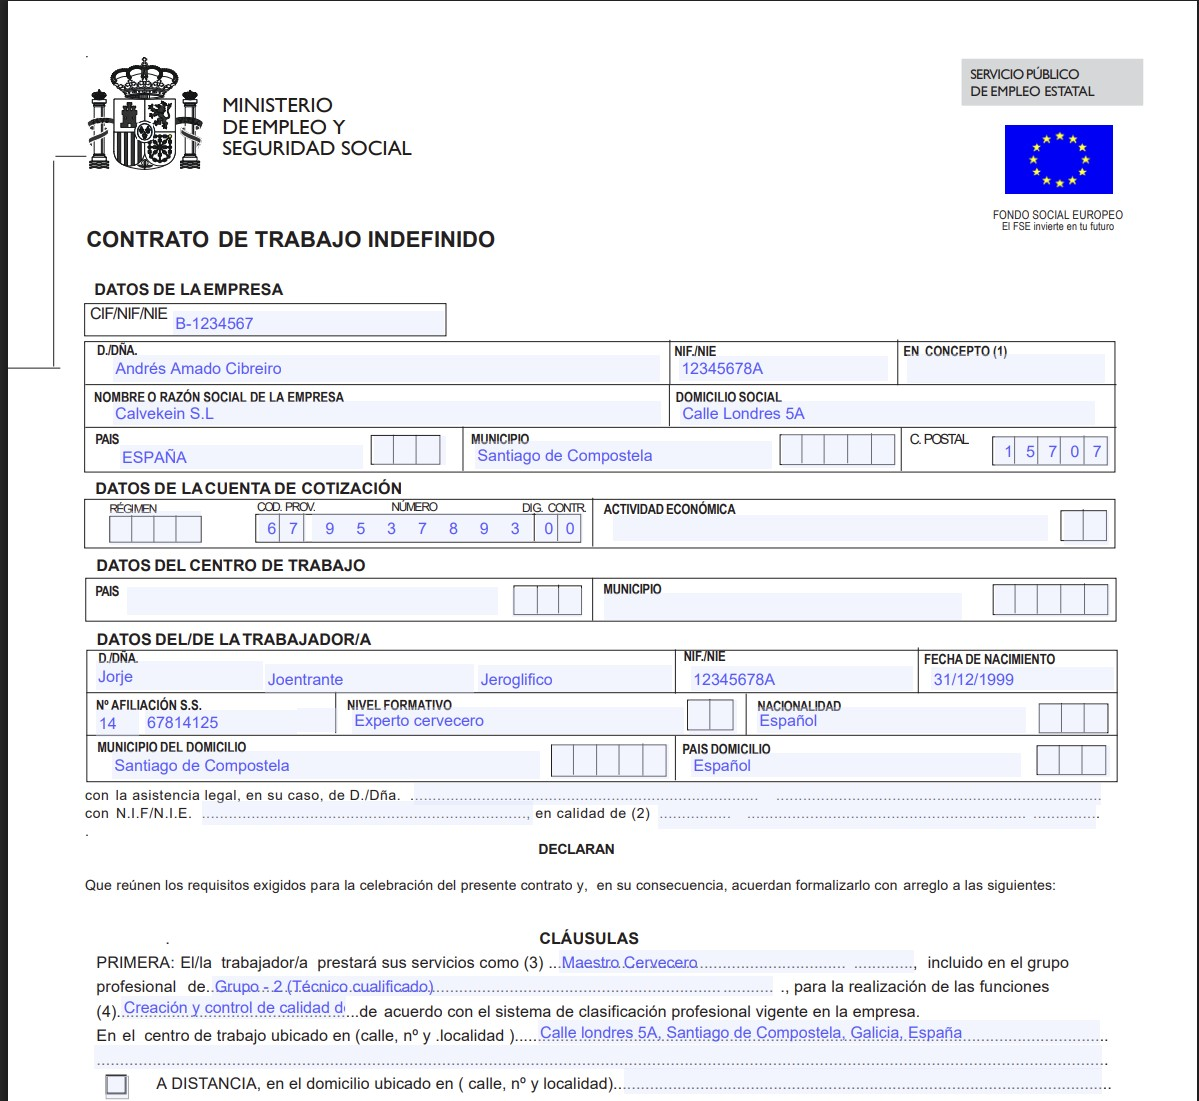 SERVICIO PÚBLICO
DE EMPLEO ESTATAL
MINISTERIO
DE EMPLEO Y
SEGURIDAD SOCIAL
FONDO SOCIAL EUROPEO
El FSE invierte en tu futuro
CONTRATO DE TRABAJO INDEFINIDO
DATOS DE LA EMPRESA
CIF/NIF/NIE B-1234567
D./DÑA. NIF./NIE EN CONCEPTO (1)
Andrés Amado Cibreiro 12345678A
NOMBRE O RAZÓN SOCIAL DE LA EMPRESA DOMICILIO SOCIAL
Calvekein S.L Calle Londres 5A
PAIS MUNICIPIO C. POSTAL
ESPAÑA Santiago de Compostela 1 5 7 0 7
DATOS DE LA CUENTA DE COTIZACIÓN
RÉGIMEN COD. PROV. NÚMERO DIG. CONTR. ACTIVIDAD ECONÓMICA
6 7 9 5 3 7 8 9 3 0 0
DATOS DEL CENTRO DE TRABAJO
PAIS MUNICIPIO
DATOS DEL/DE LA TRABAJADOR/A
D./DÑA. NIF./NIE FECHA DE NACIMIENTO
Jorje Joentrante Jeroglifico 12345678A 31/12/1999
Nº AFILIACIÓN S.S. NIVEL FORMATIVO NACIONALIDAD
14 67814125 Experto cervecero Español
MUNICIPIO DEL DOMICILIO PAIS DOMICILIO
Santiago de Compostela Español
con la asistencia legal, en su caso, de D./Dña. ............
con N.I.F/N.I.E. ............, en calidad de (2) ............
DECLARAN
Que reúnen los requisitos exigidos para la celebración del presente contrato y, en su consecuencia, acuerdan formalizarlo con arreglo a las siguientes:
CLÁUSULAS
PRIMERA: El/la trabajador/a prestará sus servicios como (3) ...Maestro Cervecero............, incluido en el grupo
profesional de..Grupo - 2 (Técnico cualificado)............ ., para la realización de las funciones
(4).Creación y control de calidad d...de acuerdo con el sistema de clasificación profesional vigente en la empresa.
En el centro de trabajo ubicado en (calle, nº y .localidad )......Calle londres 5A, Santiago de Compostela, Galicia, España............
A DISTANCIA, en el domicilio ubicado en ( calle, nº y localidad)............